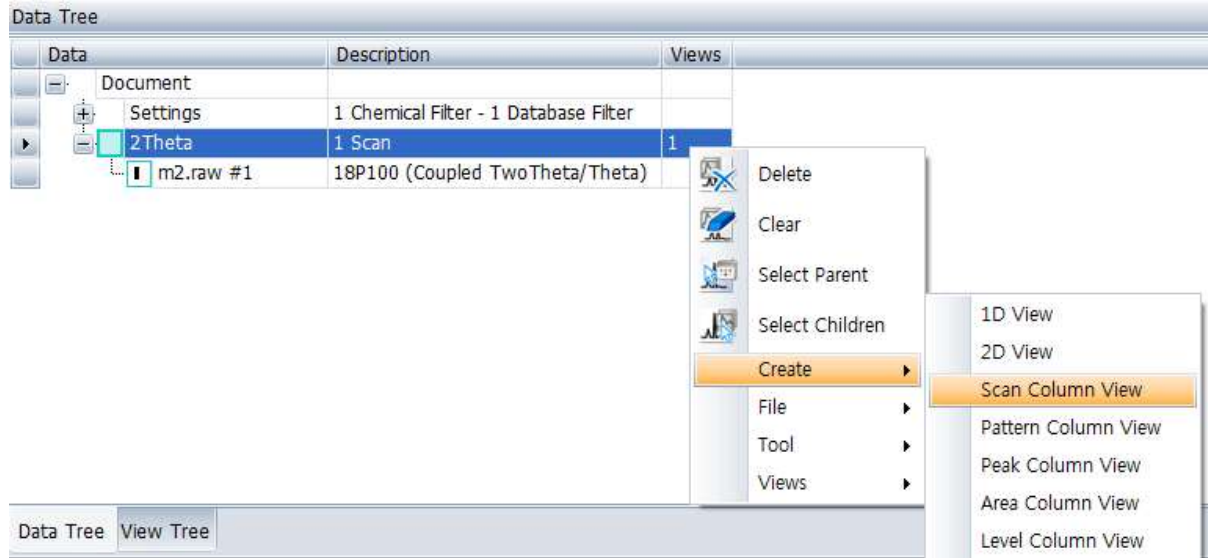 Data Tree
Data Description Views
Document
Settings 1 Chemical Filter - 1 Database Filter
2Theta 1 Scan 1
m2.raw #1 18P100 (Coupled TwoTheta/Theta)
Delete
Clear
Select Parent
Select Children
Create
File
Tool
Views
1D View
2D View
Scan Column View
Pattern Column View
Peak Column View
Area Column View
Level Column View
Data Tree View Tree